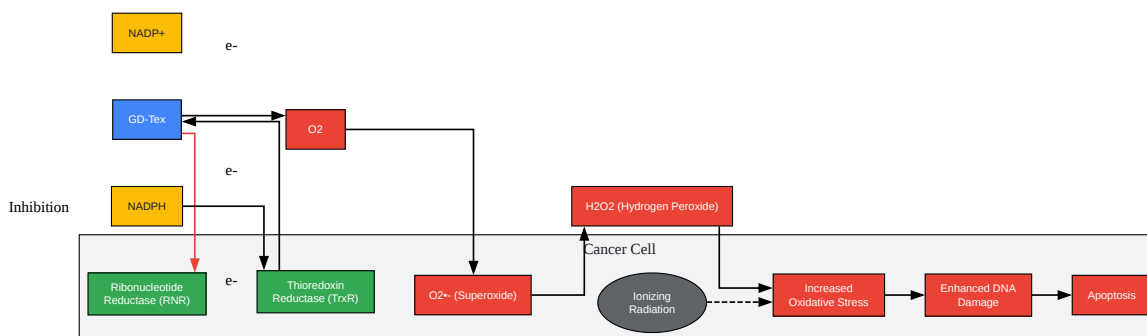 NADP+
e-
GD-Tex
O2
e-
NADPH
Inhibition
H2O2 (Hydrogen Peroxide)
Cancer Cell
Ribonucleotide
Reductase (RNR)
e-
Thioredoxin
Reductase (TrxR)
O2•- (Superoxide)
Ionizing
Radiation
Increased
Oxidative Stress
Enhanced DNA
Damage
Apoptosis